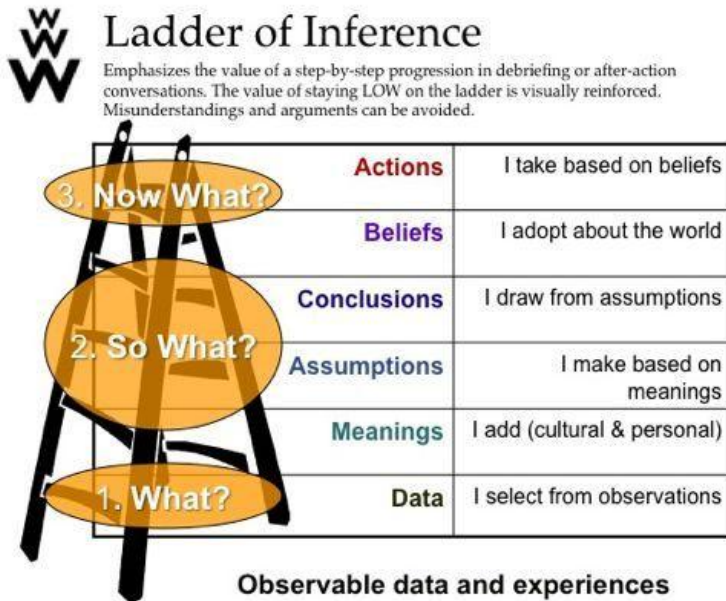 W
W
W
Ladder of Inference
Emphasizes the value of a step-by-step progression in debriefing or after-action
conversations. The value of staying LOW on the ladder is visually reinforced.
Misunderstandings and arguments can be avoided.
3. Now What?
Actions
I take based on beliefs
Beliefs
I adopt about the world
Conclusions
I draw from assumptions
2. So What?
Assumptions
I make based on
meanings
Meanings
I add (cultural & personal)
1. What?
Data
I select from observations
Observable data and experiences